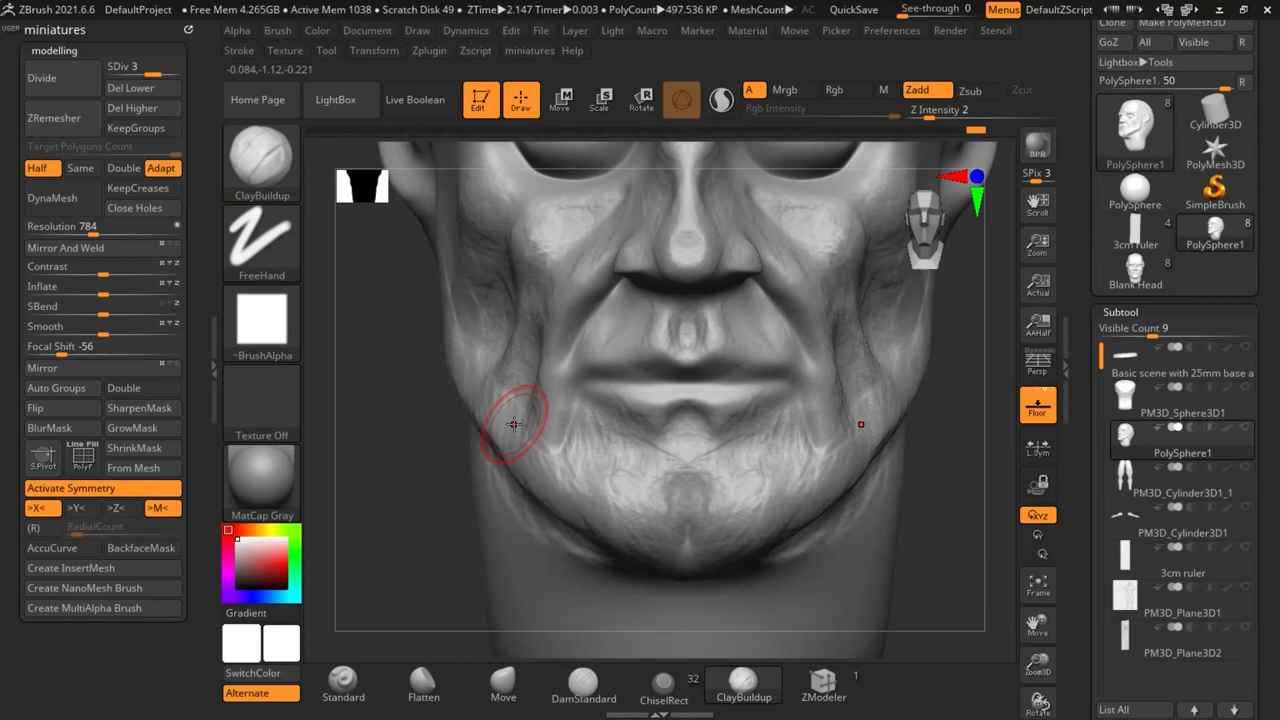 ZBrush 2021.6.6 DefaultProject • Free Mem 4.265GB • Active Mem 1038 • Scratch Disk 49 • ZTime▶2.147 Timer▶0.003 • PolyCount▶497.536 KP • MeshCount▶ AC QuickSave See-through 0 Menus DefaultZScript
USER miniatures
Alpha Brush Color Document Draw Dynamics Edit File Layer Light Macro Marker Material Movie Picker Preferences Render Stencil
Stroke Texture Tool Transform Zplugin Zscript miniatures Help
-0.084,-1.12,-0.221
modelling
Divide
SDiv 3
Del Lower
ZRemesher
Del Higher
KeepGroups
Target Polygons Count
Half Same Double Adapt
DynaMesh
KeepCreases
Close Holes
Resolution 784
Mirror And Weld
Contrast
Inflate
SBend
Smooth
Focal Shift -56
Mirror
Auto Groups Double
Flip SharpenMask
BlurMask GrowMask
S.Pivot
Line Fill
PolyF
ShrinkMask
From Mesh
Activate Symmetry
>X< >Y< >Z< >M<
(R) RadialCount
AccuCurve BackfaceMask
Create InsertMesh
Create NanoMesh Brush
Create MultiAlpha Brush
Home Page LightBox Live Boolean
Edit Draw Move Scale Rotate
A Mrgb Rgb M Zadd Zsub Zcut
Rgb Intensity Z Intensity 2
ClayBuildup
FreeHand
~BrushAlpha
Texture Off
MatCap Gray
Gradient
SwitchColor
Alternate
Standard Flatten Move DamStandard ChiselRect 32 ClayBuildup ZModeler 1
BPR
SPix 3
Scroll
Zoom
Actual
AAHalf
Dynamic
Persp
Floor
L.Sym
XYZ
Y
Z
Frame
Move
Zoom3D
Rotate
Clone Make PolyMesh3D
GoZ All Visible R
Lightbox▶Tools
PolySphere1. 50 R
8
PolySphere1
Cylinder3D
PolyMesh3D
PolySphere SimpleBrush
4
3cm ruler PolySphere1
8
Blank Head
Subtool
Visible Count 9
Basic scene with 25mm base a
PM3D_Sphere3D1
PolySphere1
PM3D_Cylinder3D1_1
PM3D_Cylinder3D1
3cm ruler
PM3D_Plane3D1
PM3D_Plane3D2
List All